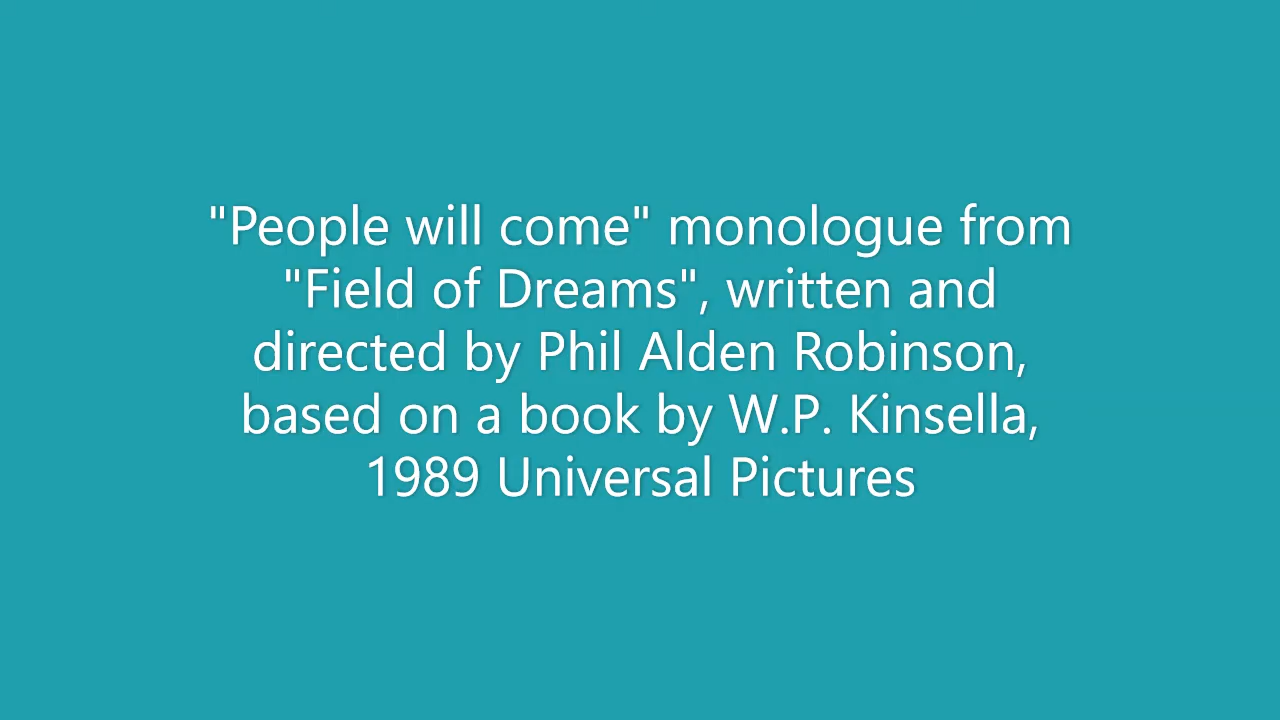 "People will come" monologue from
"Field of Dreams", written and
directed by Phil Alden Robinson,
based on a book by W.P. Kinsella,
1989 Universal Pictures